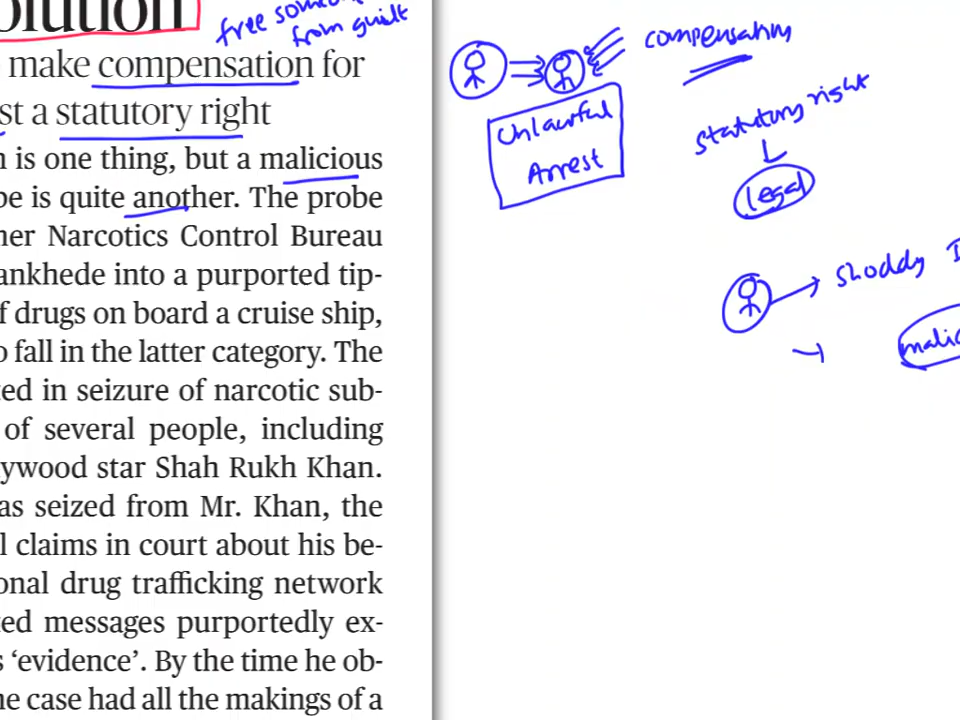 olution
free someone
from guilt
make compensation for
st a statutory right
n is one thing, but a malicious
be is quite another. The probe
ner Narcotics Control Bureau
ankhede into a purported tip-
f drugs on board a cruise ship,
o fall in the latter category. The
ted in seizure of narcotic sub-
of several people, including
ywood star Shah Rukh Khan.
as seized from Mr. Khan, the
l claims in court about his be-
onal drug trafficking network
ted messages purportedly ex-
s ‘evidence’. By the time he ob-
ne case had all the makings of a
compensation
Unlawful
Arrest
statutory right
legal
Shoddy I
malic